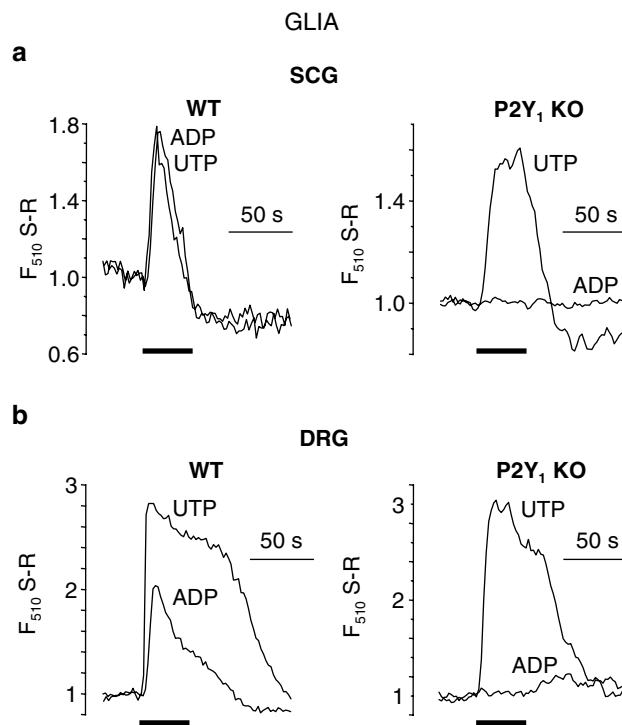 GLIA
a
SCG
WT
P2Y1 KO
F510 S-R
1.8
1.4
1.0
0.6
ADP
UTP
50 s
F510 S-R
1.4
1.0
UTP
50 s
ADP
b
DRG
WT
P2Y1 KO
F510 S-R
3
2
1
UTP
ADP
50 s
F510 S-R
3
2
1
UTP
50 s
ADP